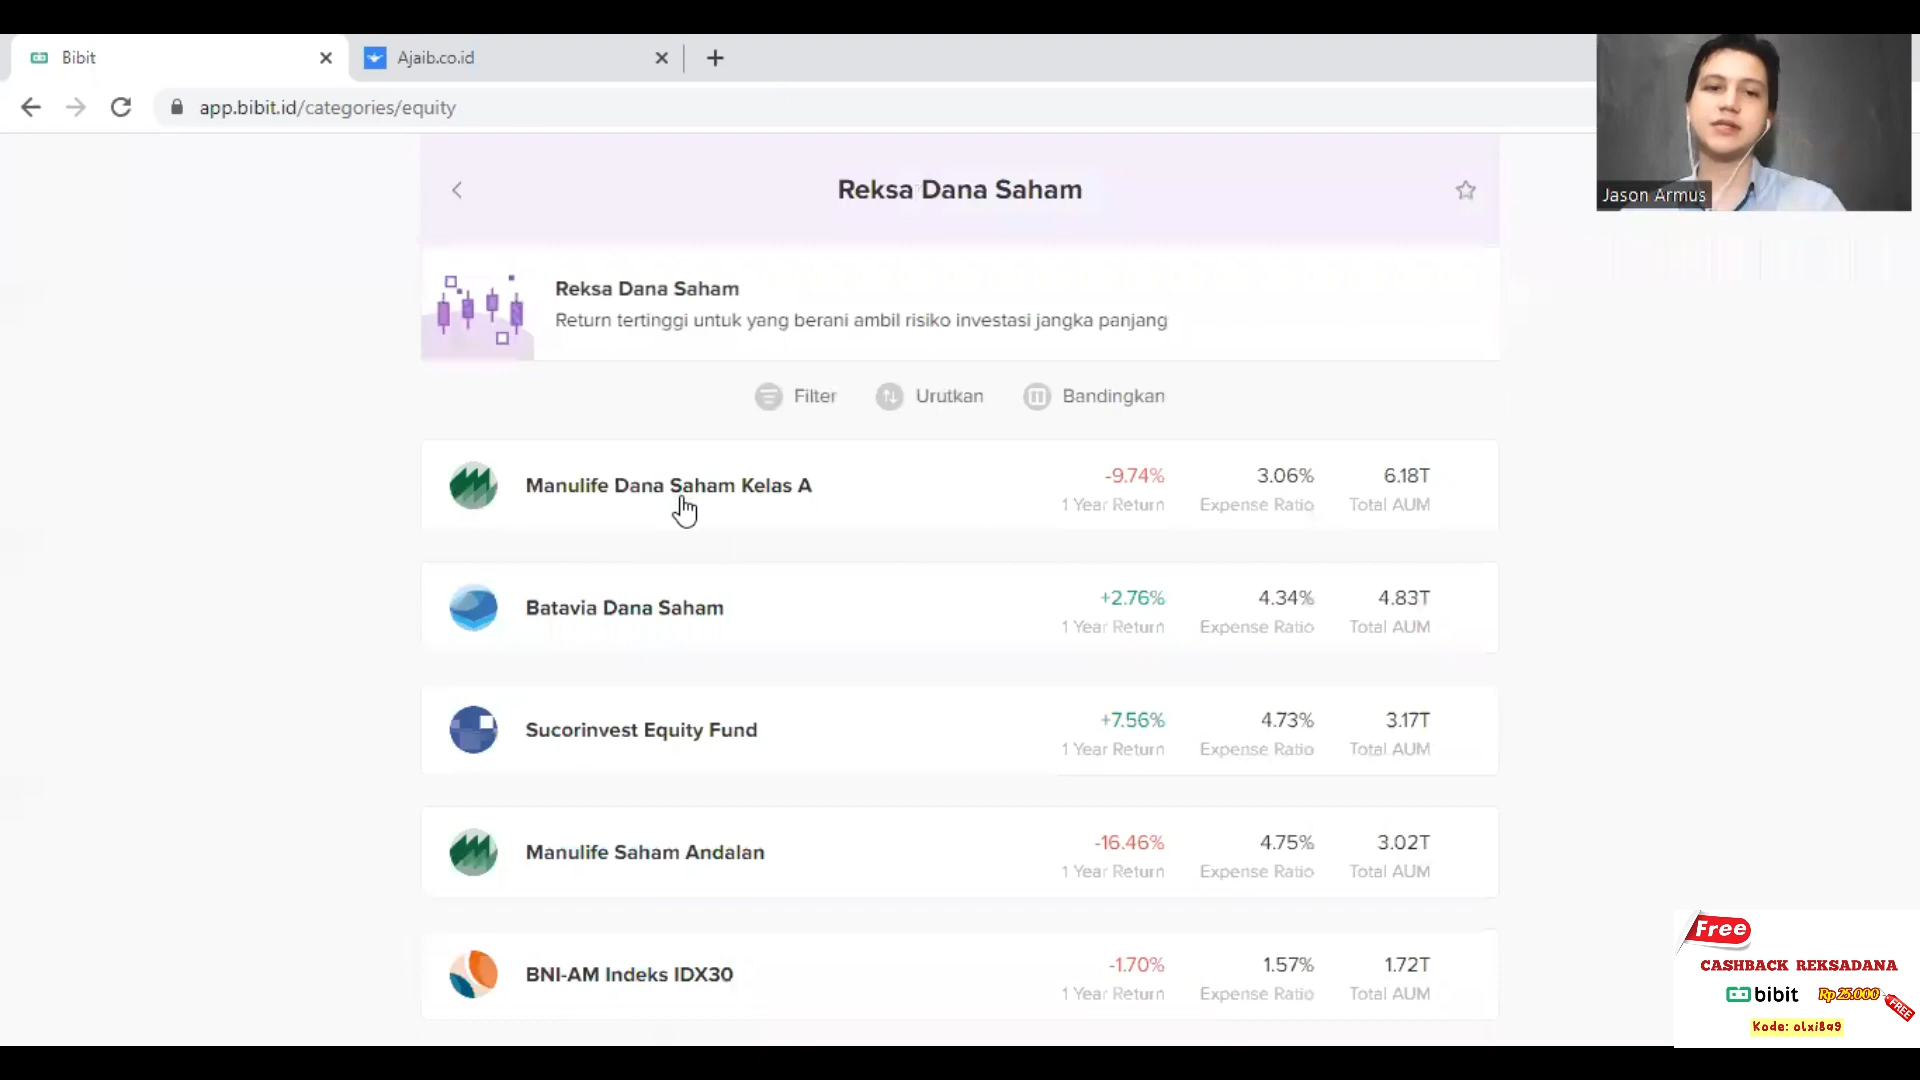 Bibit
Ajaib.co.id
app.bibit.id/categories/equity
Jason Armus
Reksa Dana Saham
Reksa Dana Saham
Return tertinggi untuk yang berani ambil risiko investasi jangka panjang
Filter
Urutkan
Bandingkan
Manulife Dana Saham Kelas A
-9.74%
3.06%
6.18T
1 Year Return
Expense Ratio
Total AUM
Batavia Dana Saham
+2.76%
4.34%
4.83T
1 Year Return
Expense Ratio
Total AUM
Sucorinvest Equity Fund
+7.56%
4.73%
3.17T
1 Year Return
Expense Ratio
Total AUM
Manulife Saham Andalan
-16.46%
4.75%
3.02T
1 Year Return
Expense Ratio
Total AUM
BNI-AM Indeks IDX30
-1.70%
1.57%
1.72T
1 Year Return
Expense Ratio
Total AUM
Free
CASHBACK REKSADANA
bibit
Rp 25.000
FREE
Kode: olxi8a9